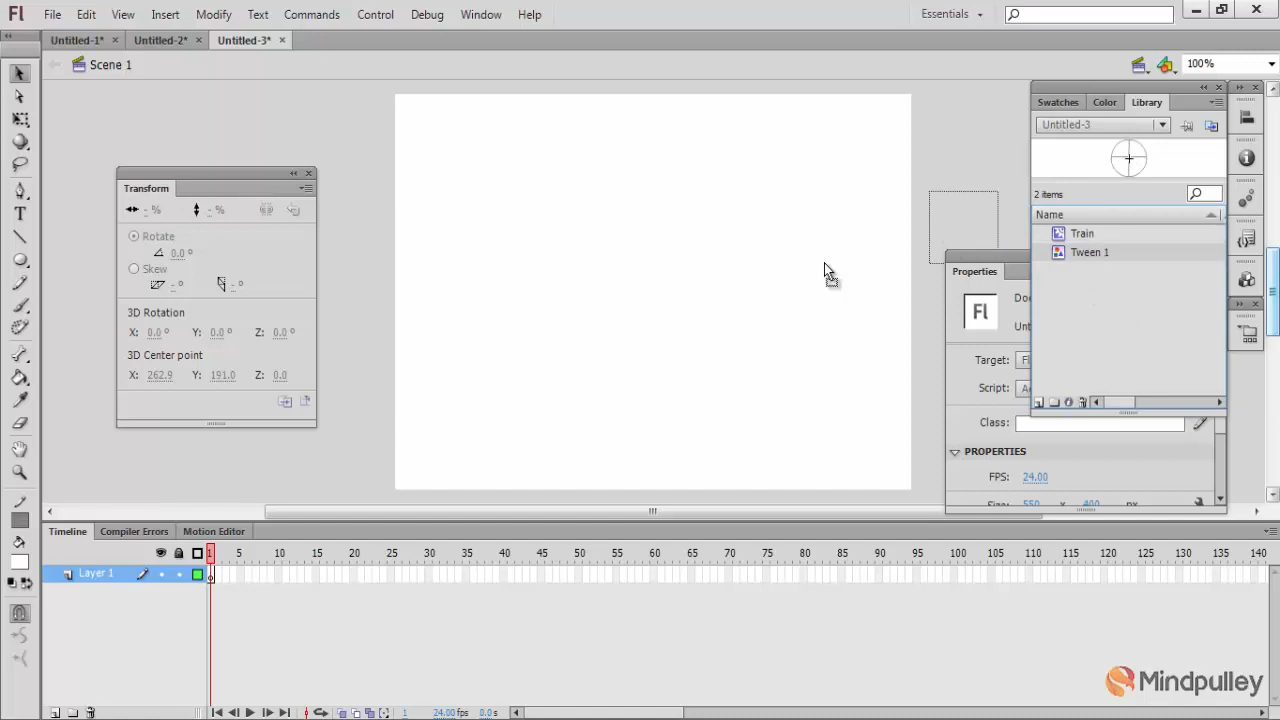 Fl File Edit View Insert Modify Text Commands Control Debug Window Help Essentials
Untitled-1* Untitled-2* Untitled-3*
Scene 1 100%
Swatches Color Library
Untitled-3
2 items
Name
Train
Tween 1
Transform
- % - %
Rotate
0.0 °
Skew
- ° - °
3D Rotation
X: 0.0 ° Y: 0.0 ° Z: 0.0 °
3D Center point
X: 262.9 Y: 191.0 Z: 0.0
Properties
Fl
Target:
Script:
Class:
PROPERTIES
FPS: 24.00
Size: 550 x 400 px
Timeline Compiler Errors Motion Editor
1 5 10 15 20 25 30 35 40 45 50 55 60 65 70 75 80 85 90 95 100 105 110 115 120 125 130 135 140
Layer 1
1 24.00 fps 0.0 s
Mindpulley